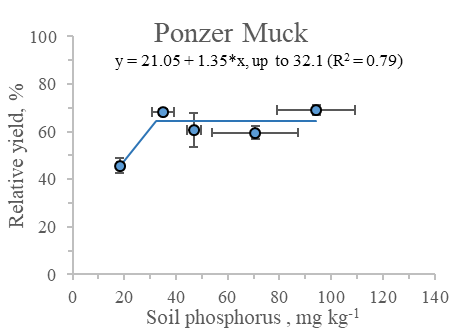 Ponzer Muck
y = 21.05 + 1.35*x, up to 32.1 (R² = 0.79)
Relative yield, %
100
80
60
40
20
0
0 20 40 60 80 100 120 140
Soil phosphorus , mg kg⁻¹